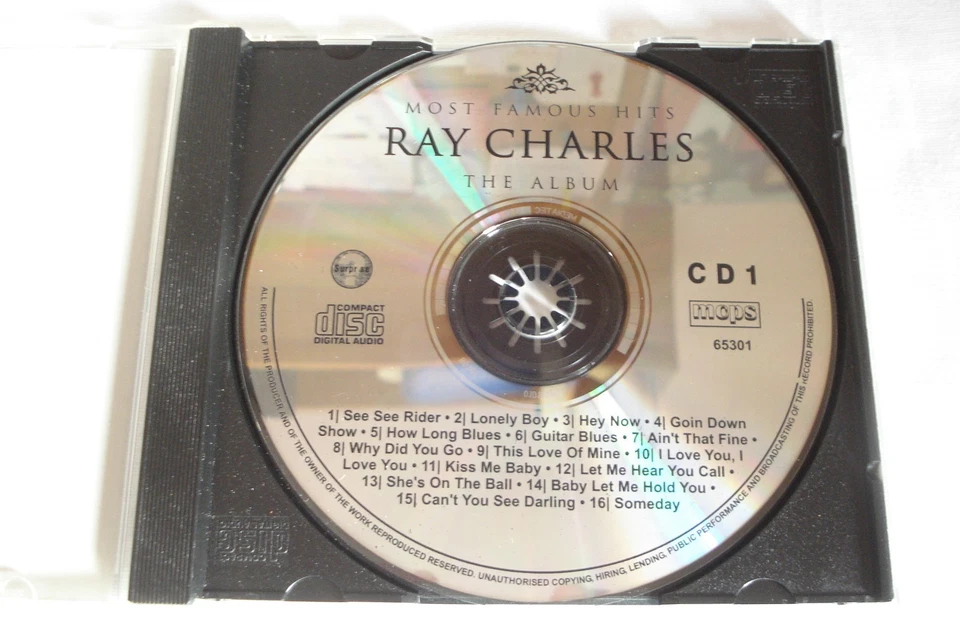 MOST FAMOUS HITS
RAY CHARLES
THE ALBUM
Surprise
COMPACT
disc
DIGITAL AUDIO
CD 1
mcps
65301
1| See See Rider • 2| Lonely Boy • 3| Hey Now • 4| Goin Down
Show • 5| How Long Blues • 6| Guitar Blues • 7| Ain't That Fine •
8| Why Did You Go • 9| This Love Of Mine • 10| I Love You, I
Love You • 11| Kiss Me Baby • 12| Let Me Hear You Call •
13| She's On The Ball • 14| Baby Let Me Hold You •
15| Can't You See Darling • 16| Someday
ALL RIGHTS OF THE PRODUCER AND OF THE OWNER OF THE WORK REPRODUCED RESERVED. UNAUTHORISED COPYING, HIRING, LENDING, PUBLIC PERFORMANCE AND BROADCASTING OF THIS RECORD PROHIBITED.